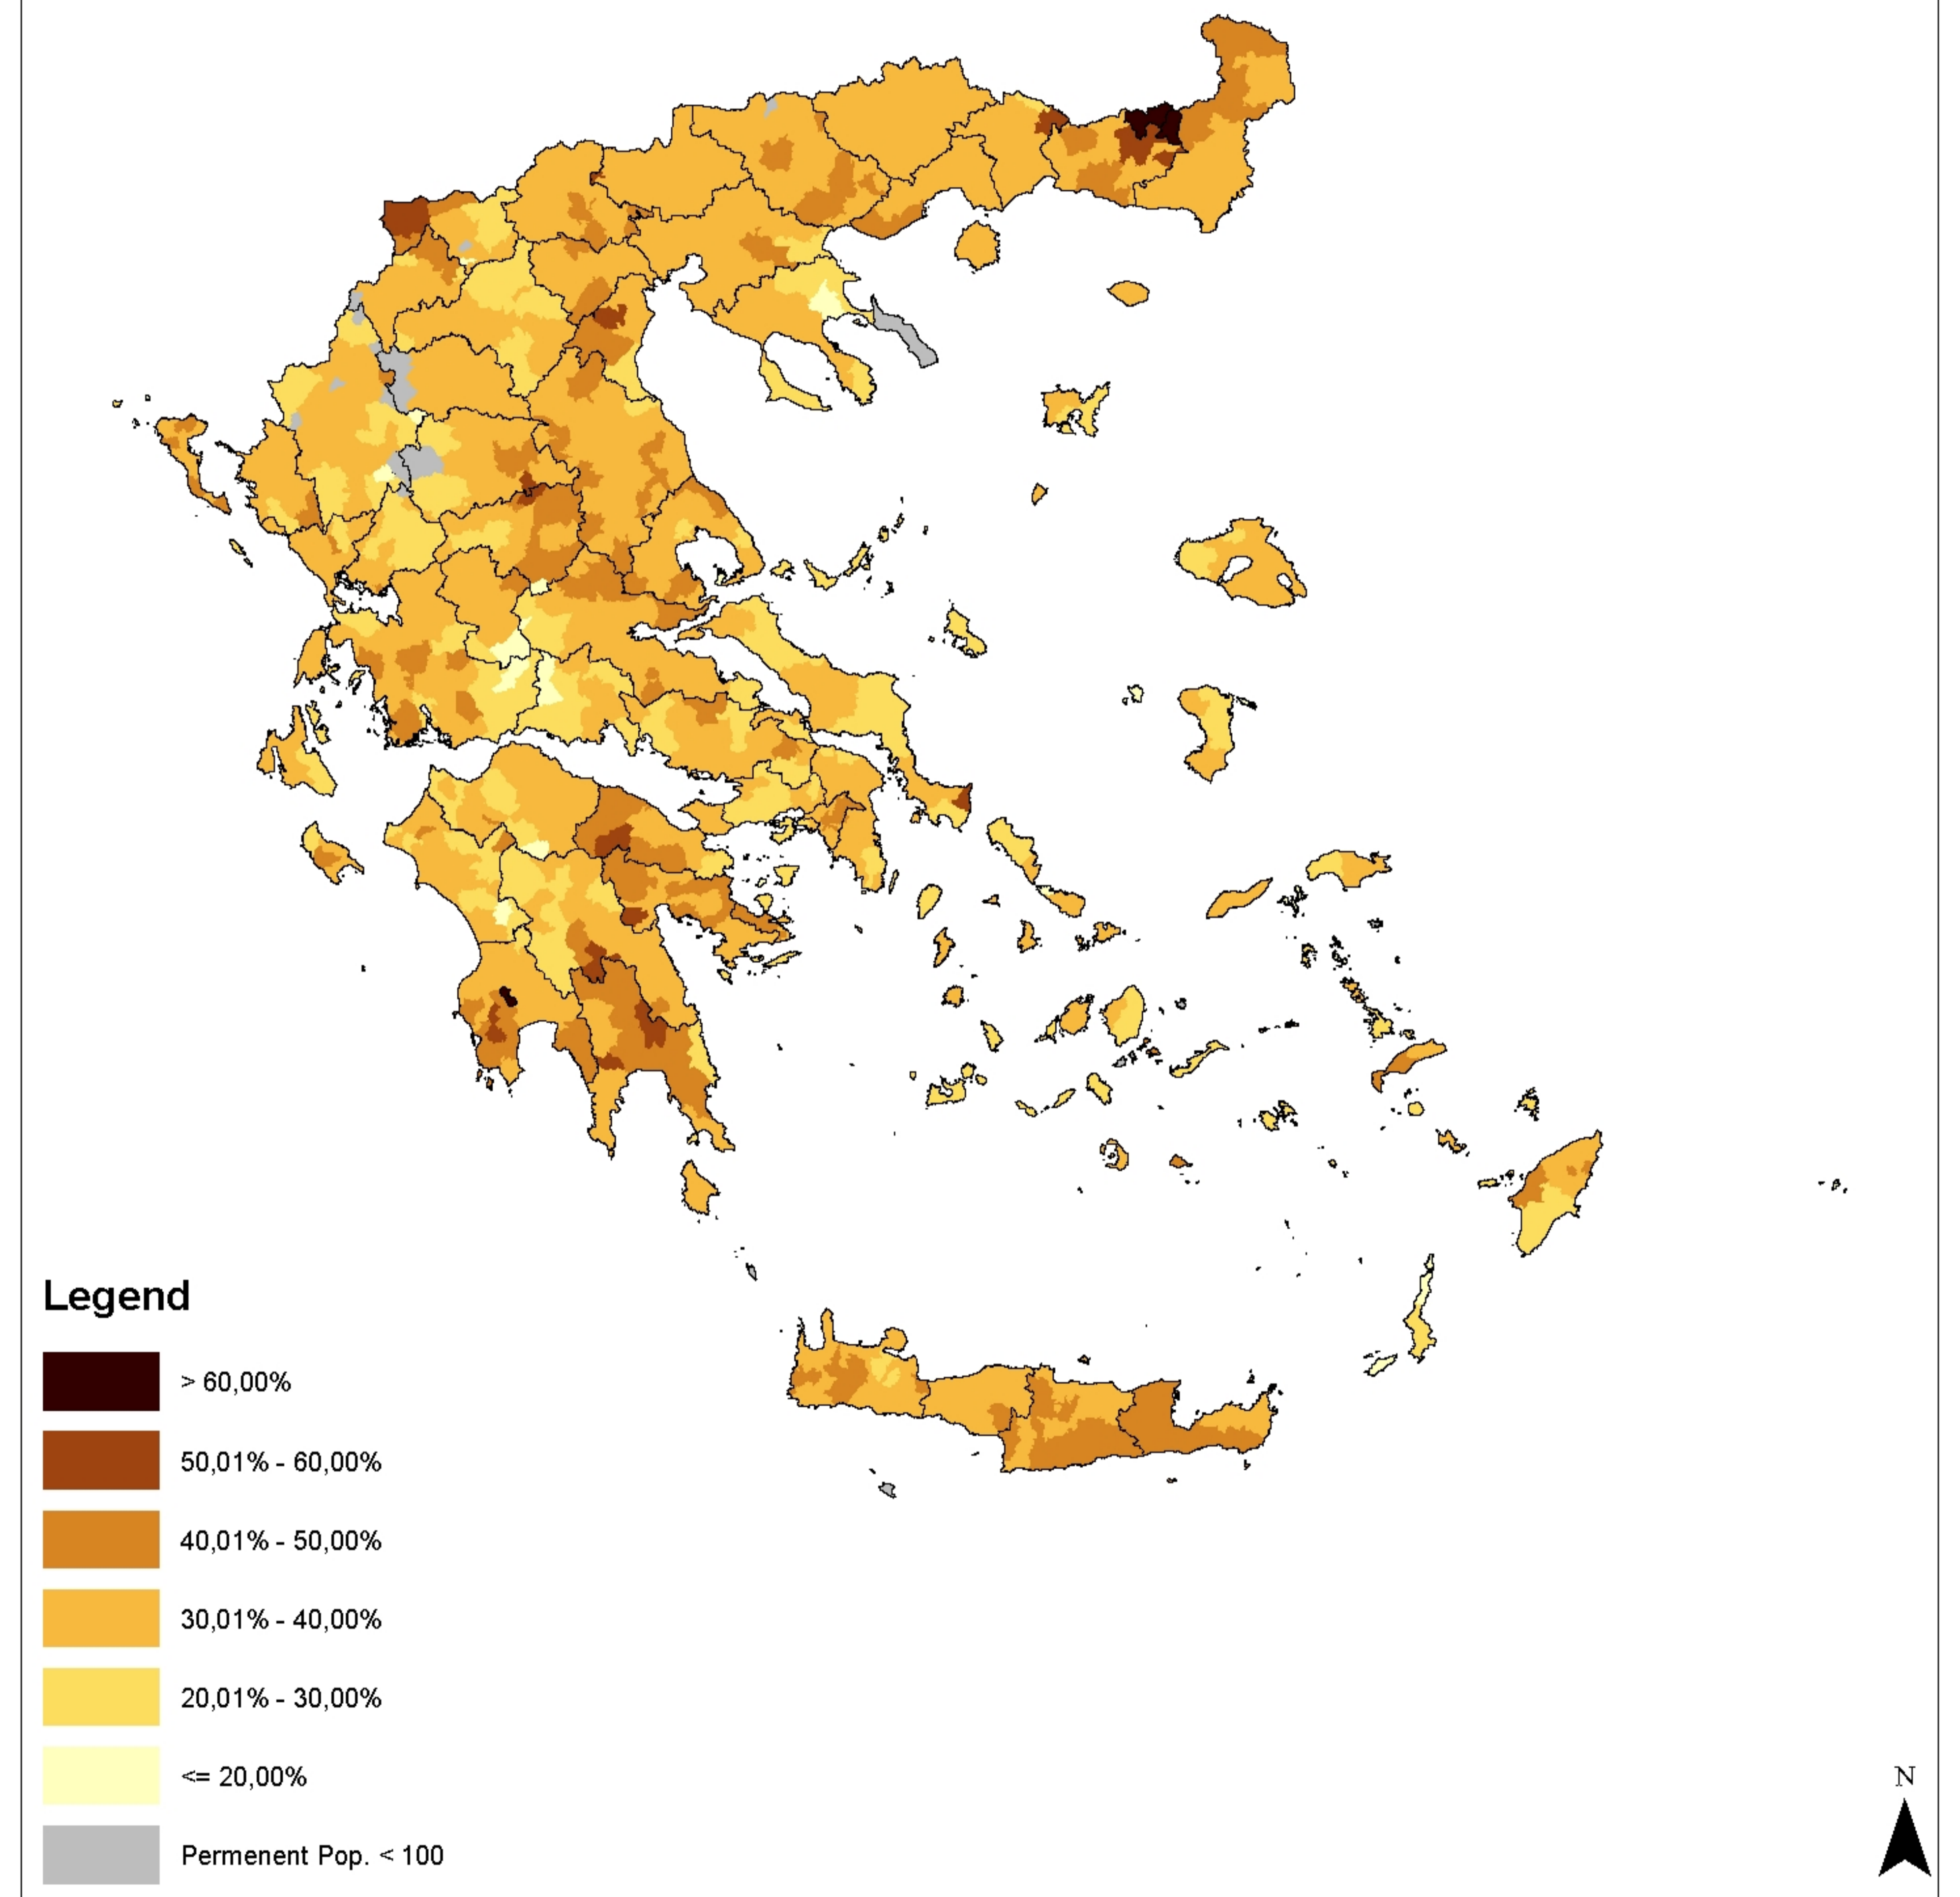 Legend
> 60,00%
50,01% - 60,00%
40,01% - 50,00%
30,01% - 40,00%
20,01% - 30,00%
<= 20,00%
Permenent Pop. < 100
N